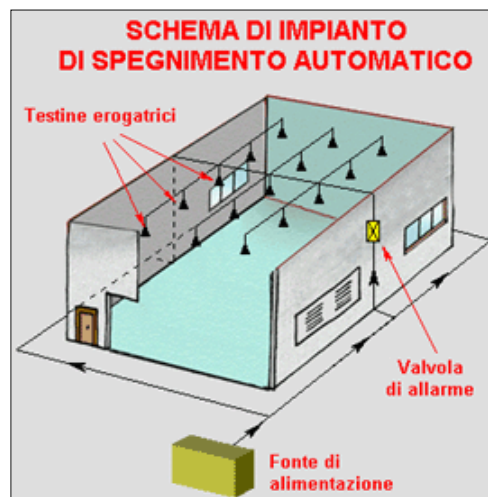 SCHEMA DI IMPIANTO
DI SPEGNIMENTO AUTOMATICO
Testine erogatrici
Valvola
di allarme
Fonte di
alimentazione